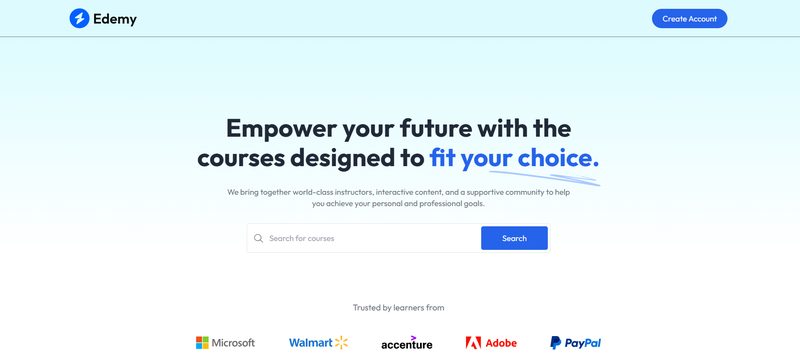 Edemy
Create Account
Empower your future with the
courses designed to fit your choice.
We bring together world-class instructors, interactive content, and a supportive community to help
you achieve your personal and professional goals.
Search for courses
Search
Trusted by learners from
Microsoft
Walmart
accenture
Adobe
PayPal